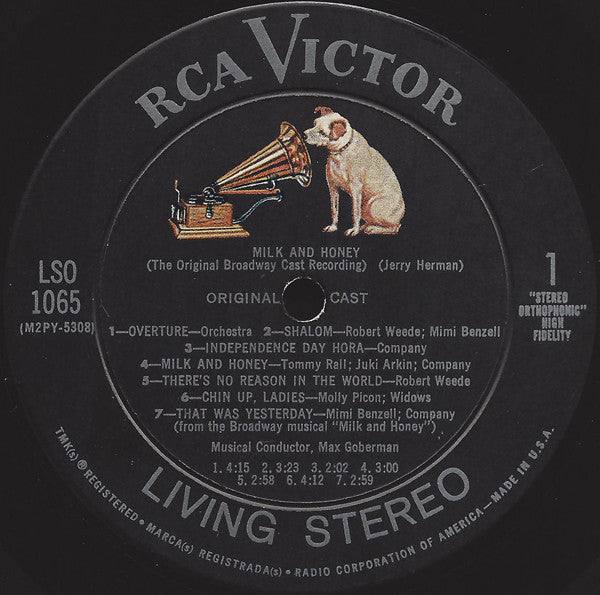 RCA VICTOR
MILK AND HONEY
(The Original Broadway Cast Recording) (Jerry Herman)
LSO
1065
(M2PY-5308)
ORIGINAL CAST
1
"STEREO
ORTHOPHONIC"
HIGH
FIDELITY
1—OVERTURE—Orchestra 2—SHALOM—Robert Weede; Mimi Benzell
3—INDEPENDENCE DAY HORA—Company
4—MILK AND HONEY—Tommy Rall; Juki Arkin; Company
5—THERE'S NO REASON IN THE WORLD—Robert Weede
6—CHIN UP, LADIES—Molly Picon; Widows
7—THAT WAS YESTERDAY—Mimi Benzell; Company
(from the Broadway musical "Milk and Honey")
Musical Conductor, Max Goberman
1. 4:15 2. 3:23 3. 2:02 4. 3:00
5. 2:58 6. 4:12 7. 2:59
LIVING STEREO
TMK(s) ® REGISTERED • MARCA(s) REGISTRADA(s) • RADIO CORPORATION OF AMERICA—MADE IN U.S.A.